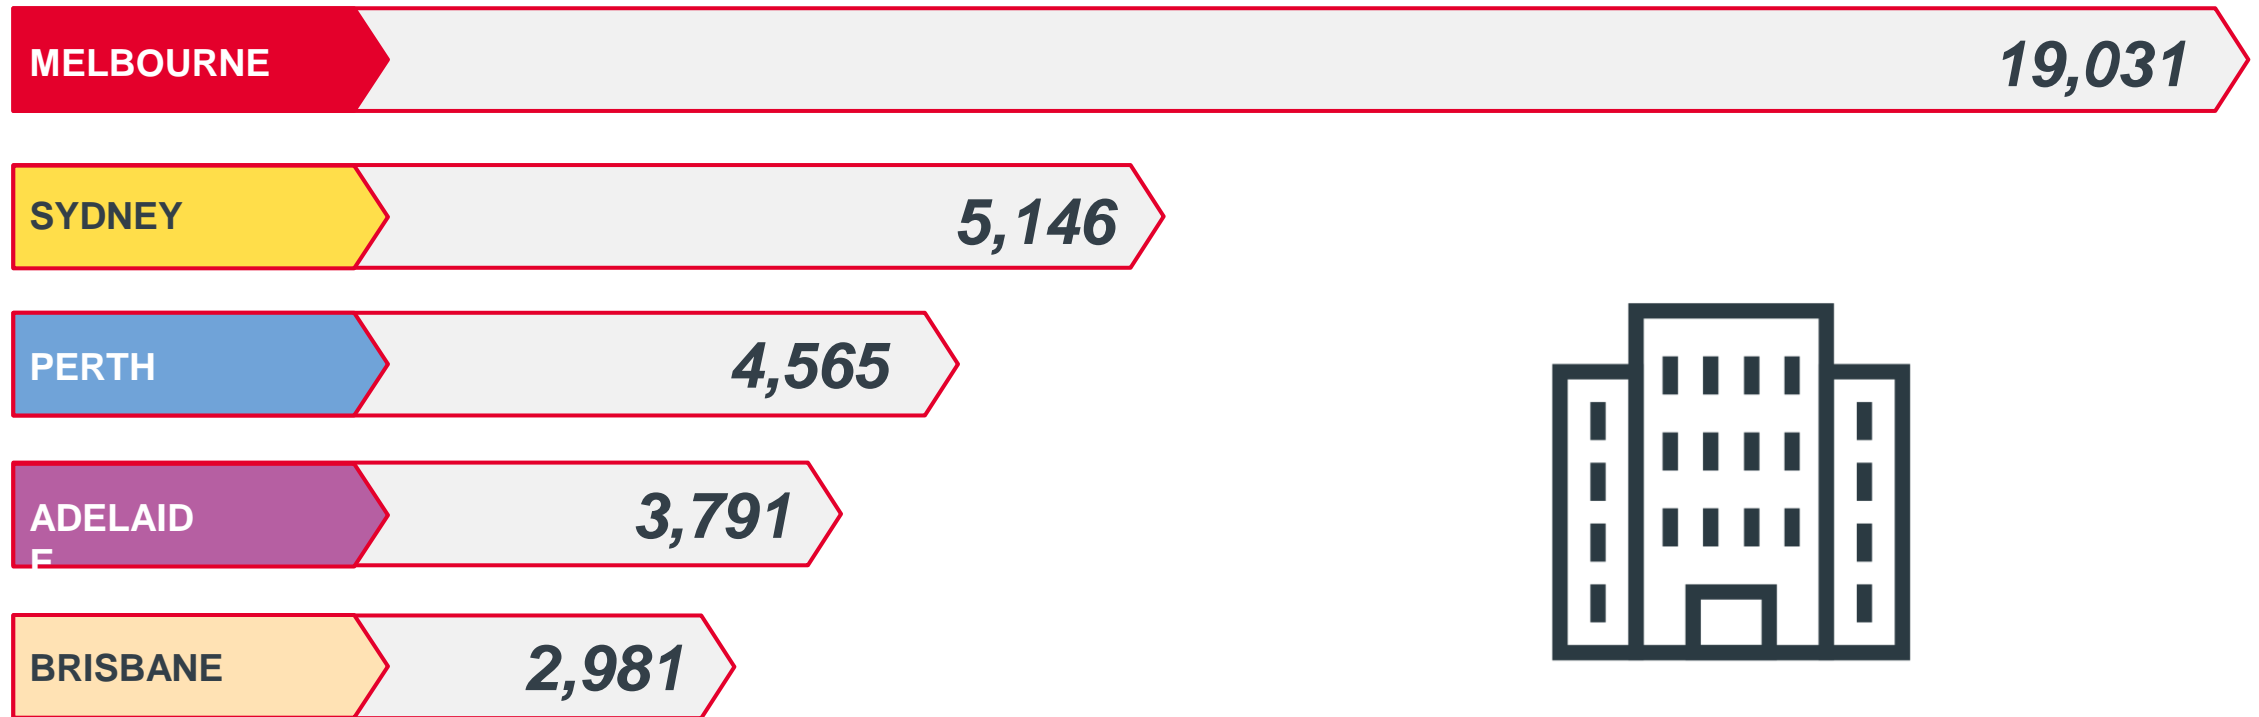 MELBOURNE
19,031
SYDNEY
5,146
PERTH
4,565
ADELAID
E
3,791
BRISBANE
2,981